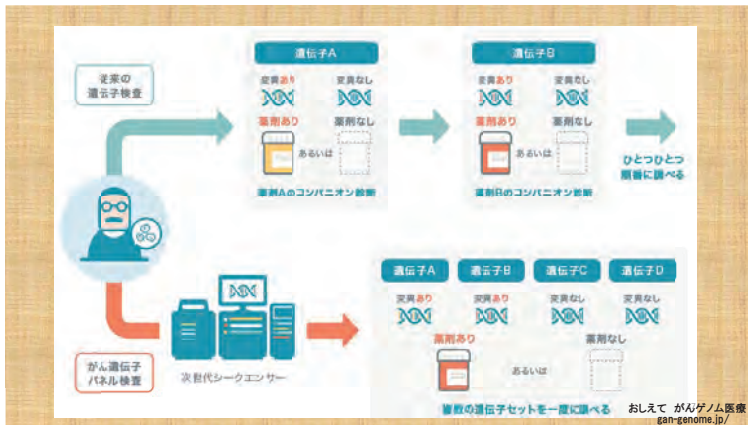 従来の
遺伝子検査
遺伝子A
変異あり 変異なし
薬剤あり 薬剤なし
あるいは
薬剤Aのコンパニオン診断
遺伝子B
変異あり 変異なし
薬剤あり 薬剤なし
あるいは
薬剤Bのコンパニオン診断
ひとつひとつ
順番に調べる
がん遺伝子
パネル検査
次世代シークエンサー
遺伝子A 遺伝子B 遺伝子C 遺伝子D
変異あり 変異あり 変異なし 変異なし
薬剤あり 薬剤なし
あるいは
複数の遺伝子セットを一度に調べる
おしえて がんゲノム医療
gan-genome.jp/